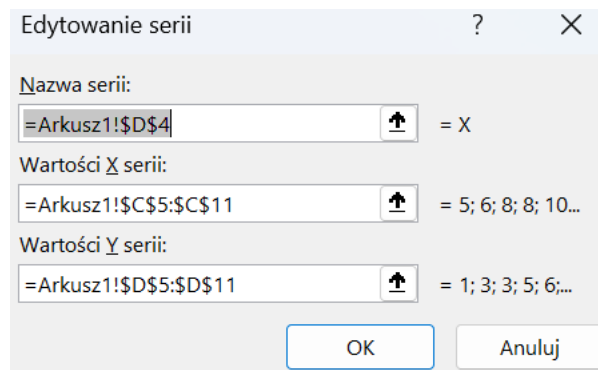 Edytowanie serii ? ✕
Nazwa serii:
=Arkusz1!$D$4 = X
Wartości X serii:
=Arkusz1!$C$5:$C$11 = 5; 6; 8; 8; 10...
Wartości Y serii:
=Arkusz1!$D$5:$D$11 = 1; 3; 3; 5; 6;...
OK Anuluj